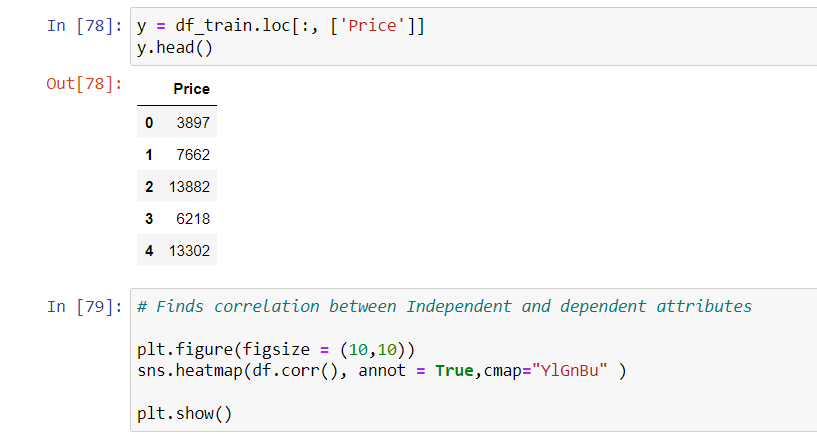 In [78]: y = df_train.loc[:, ['Price']]
y.head()
Out[78]:
Price
0 3897
1 7662
2 13882
3 6218
4 13302
In [79]: # Finds correlation between Independent and dependent attributes
plt.figure(figsize = (10,10))
sns.heatmap(df.corr(), annot = True,cmap="YlGnBu" )
plt.show()